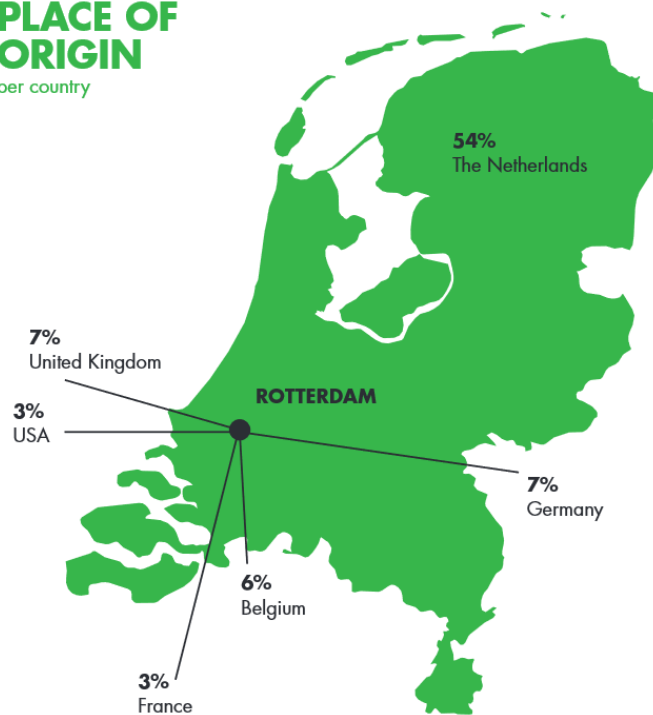 PLACE OF
ORIGIN
per country
54%
The Netherlands
7%
United Kingdom
ROTTERDAM
3%
USA
7%
Germany
6%
Belgium
3%
France